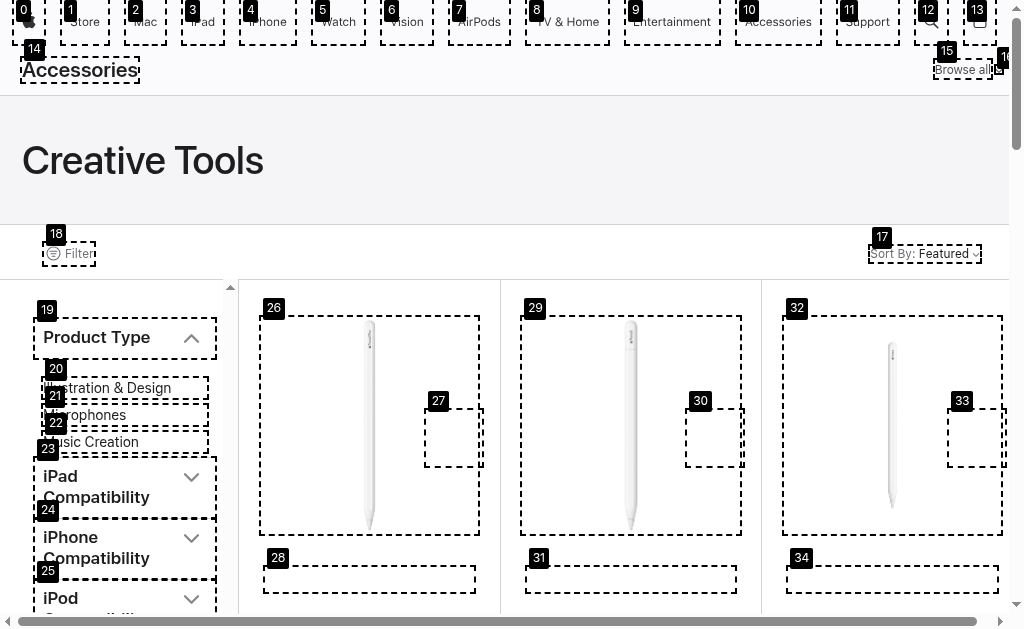 0 1 2 3 4 5 6 7 8 9 10 11 12 13
Store Mac iPad iPhone Watch Vision AirPods TV & Home Entertainment Accessories Support
14 15 16
Accessories Browse all
Creative Tools
18 17
Filter Sort By: Featured
19 26 29 32
Product Type
20
Illustration & Design
21 27 30 33
Microphones
22
Music Creation
23
iPad
Compatibility
24
iPhone
Compatibility
28 31 34
25
iPod